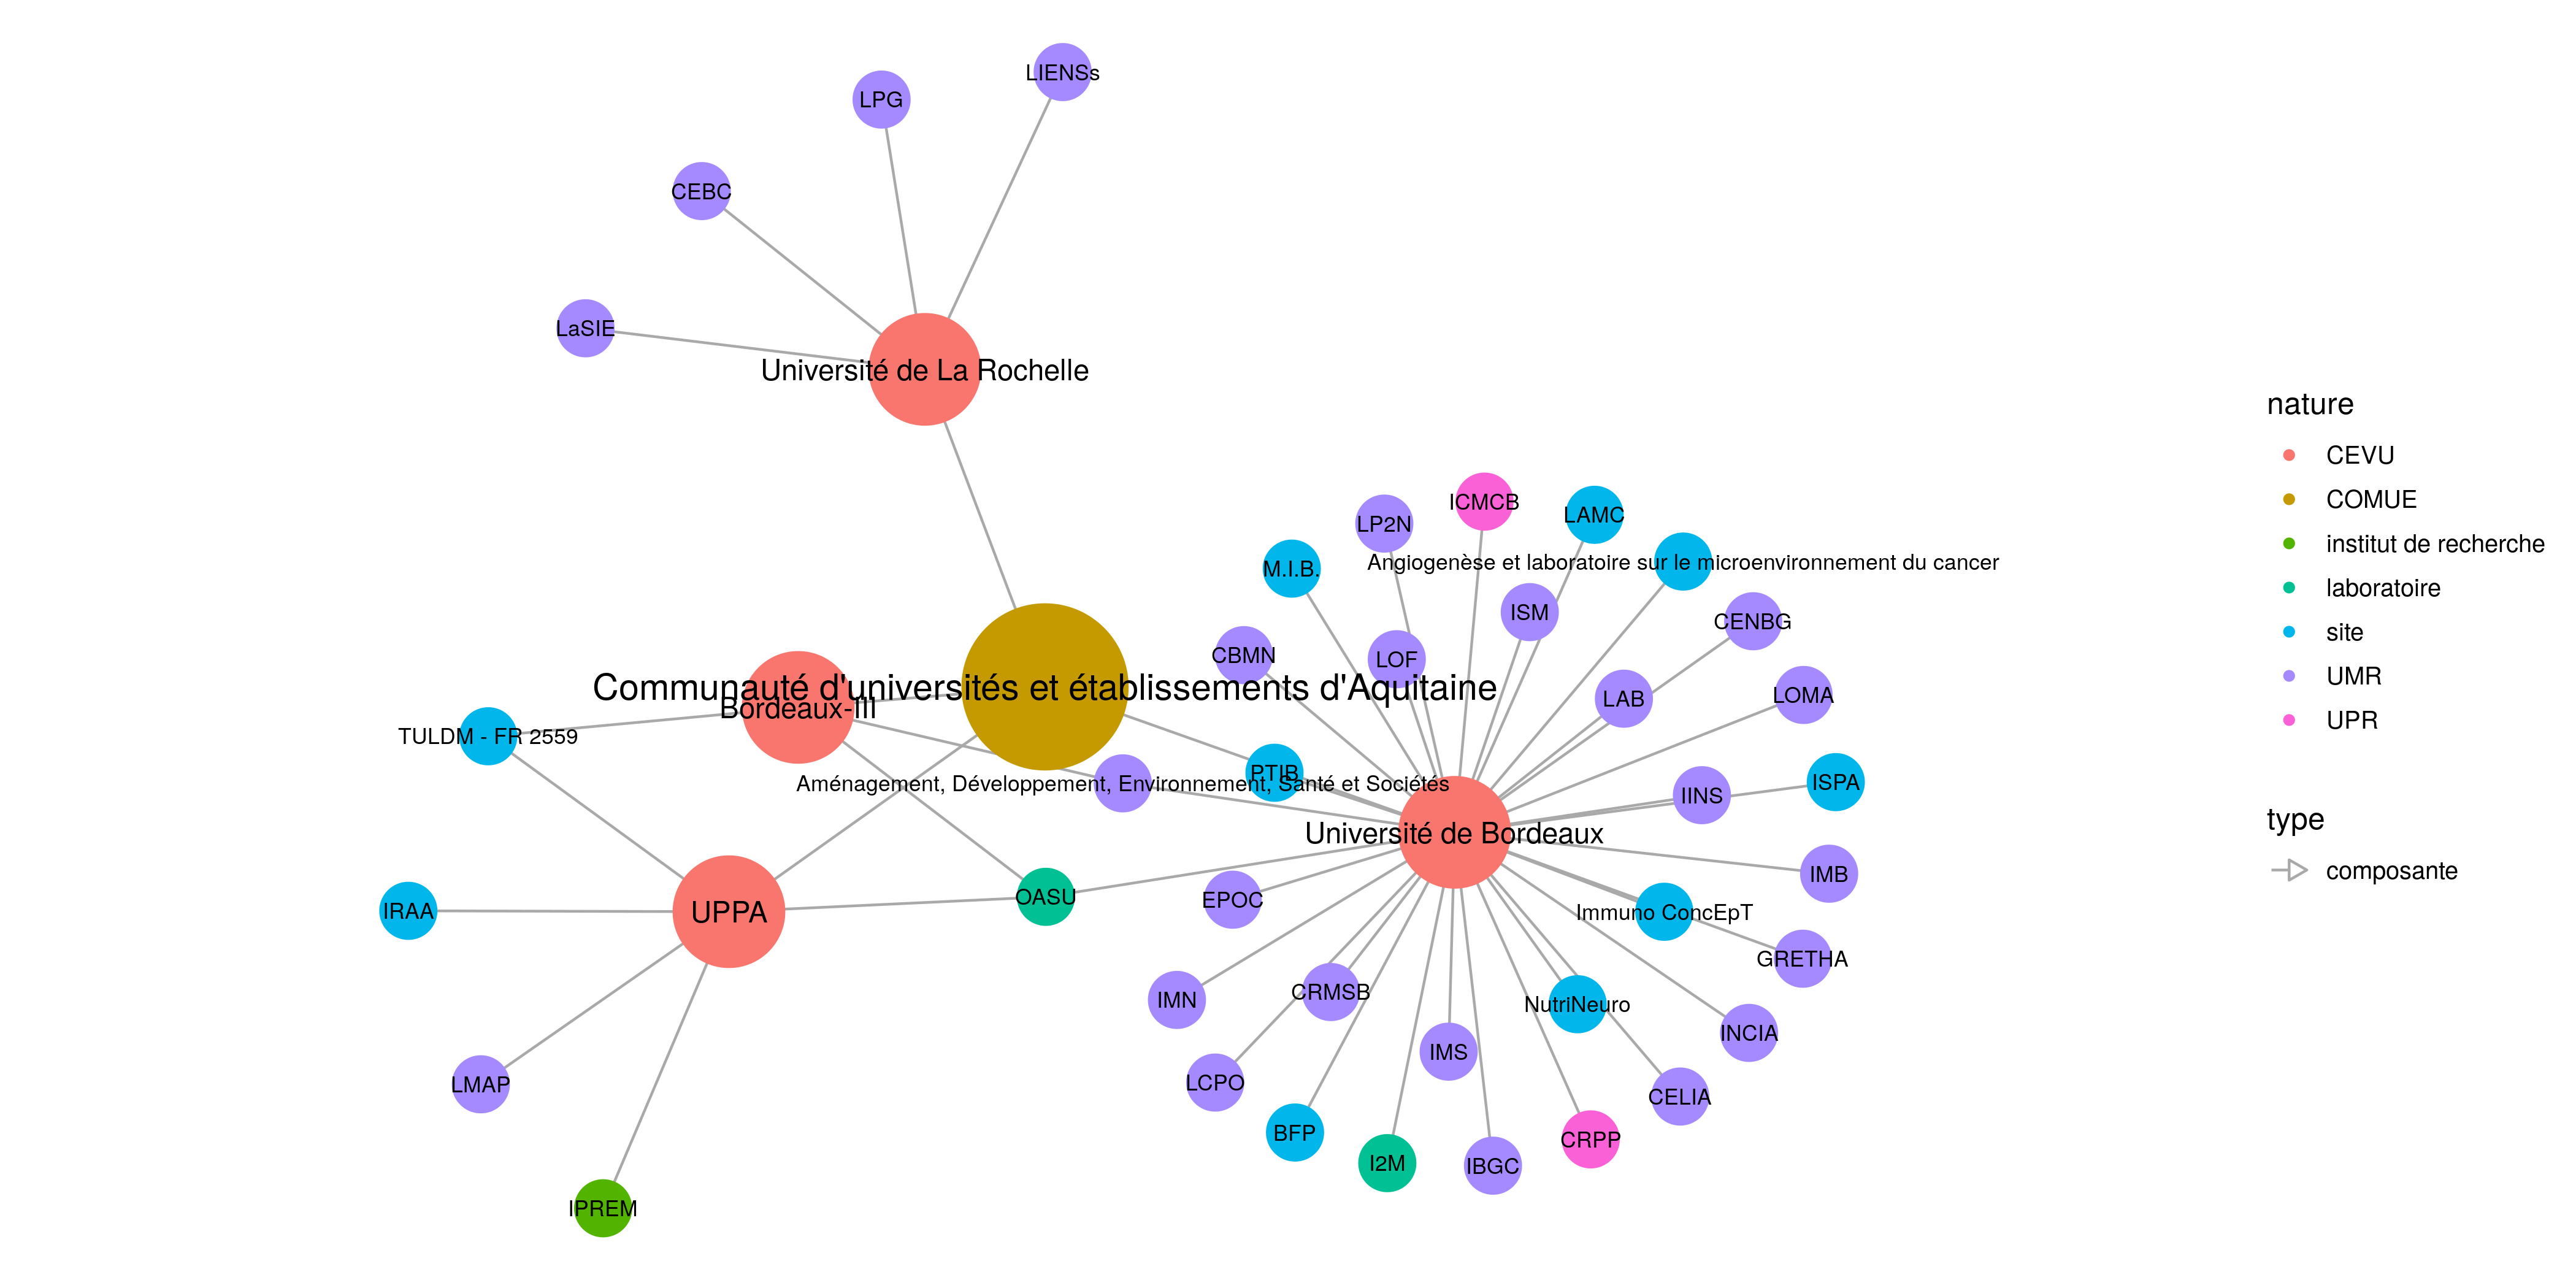 LIENSs
LPG
CEBC
LaSIE
Université de La Rochelle
ICMCB
LAMC
LP2N
Angiogenèse et laboratoire sur le microenvironnement du cancer
M.I.B.
ISM
CENBG
CBMN
LOF
Communauté d'universités et établissements d'Aquitaine
LAB
LOMA
Bordeaux-III
TULDM - FR 2559
PTIB
Aménagement, Développement, Environnement, Santé et Sociétés
ISPA
IINS
Université de Bordeaux
IMB
EPOC
OASU
UPPA
IRAA
Immuno ConcEpT
GRETHA
CRMSB
IMN
NutriNeuro
INCIA
IMS
LCPO
LMAP
CELIA
BFP
CRPP
I2M
IBGC
IPREM
nature
CEVU
COMUE
institut de recherche
laboratoire
site
UMR
UPR
type
composante